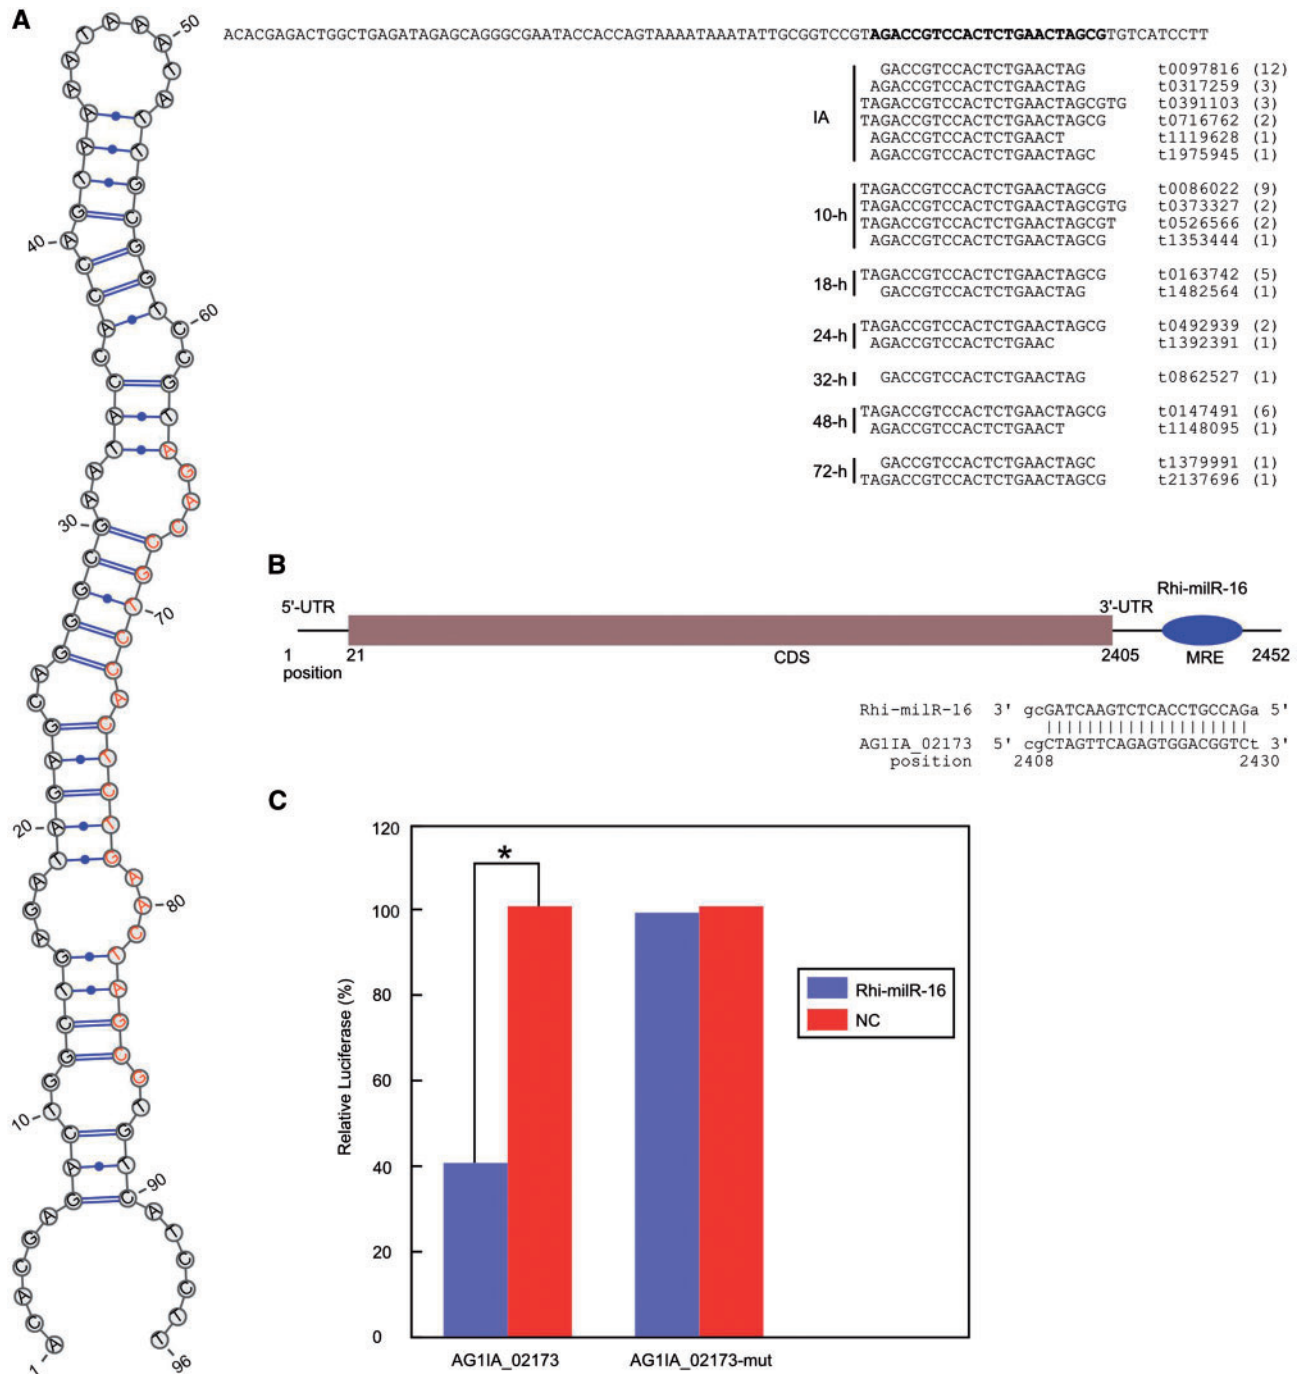 A
ACACGAGACTGGCTGAGATAGAGCAGGGCGAATACCACCAGTAAAATAAATATTGCGGTCCGTAGACCGTCCACTCTGAACTAGCGTGTCATCCTT
IA
GACCGTCCACTCTGAACTAG t0097816 (12)
AGACCGTCCACTCTGAACTAG t0317259 (3)
TAGACCGTCCACTCTGAACTAGCGTG t0391103 (3)
TAGACCGTCCACTCTGAACTAGCG t0716762 (2)
AGACCGTCCACTCTGAACT t1119628 (1)
AGACCGTCCACTCTGAACTAGC t1975945 (1)
10-h
TAGACCGTCCACTCTGAACTAGCG t0086022 (9)
TAGACCGTCCACTCTGAACTAGCGTG t0373327 (2)
TAGACCGTCCACTCTGAACTAGCGT t0526566 (2)
AGACCGTCCACTCTGAACTAGCG t1353444 (1)
18-h
TAGACCGTCCACTCTGAACTAGCG t0163742 (5)
GACCGTCCACTCTGAACTAG t1482564 (1)
24-h
TAGACCGTCCACTCTGAACTAGCG t0492939 (2)
AGACCGTCCACTCTGAAC t1392391 (1)
32-h
GACCGTCCACTCTGAACTAG t0862527 (1)
48-h
TAGACCGTCCACTCTGAACTAGCG t0147491 (6)
AGACCGTCCACTCTGAACT t1148095 (1)
72-h
GACCGTCCACTCTGAACTAGC t1379991 (1)
TAGACCGTCCACTCTGAACTAGCG t2137696 (1)
50
40
60
30
70
20
80
10
90
1
96
B
Rhi-milR-16
5'-UTR 3'-UTR
1 21 CDS 2405 MRE 2452
position
Rhi-milR-16 3' gcGATCAAGTCTCACCTGCCAGa 5'
AG1IA_02173 5' cgCTAGTTCAGAGTGGACGGTCt 3'
position 2408 2430
C
120
100
80
60
40
20
0
Relative Luciferase (%)
*
Rhi-milR-16
NC
AG1IA_02173 AG1IA_02173-mut